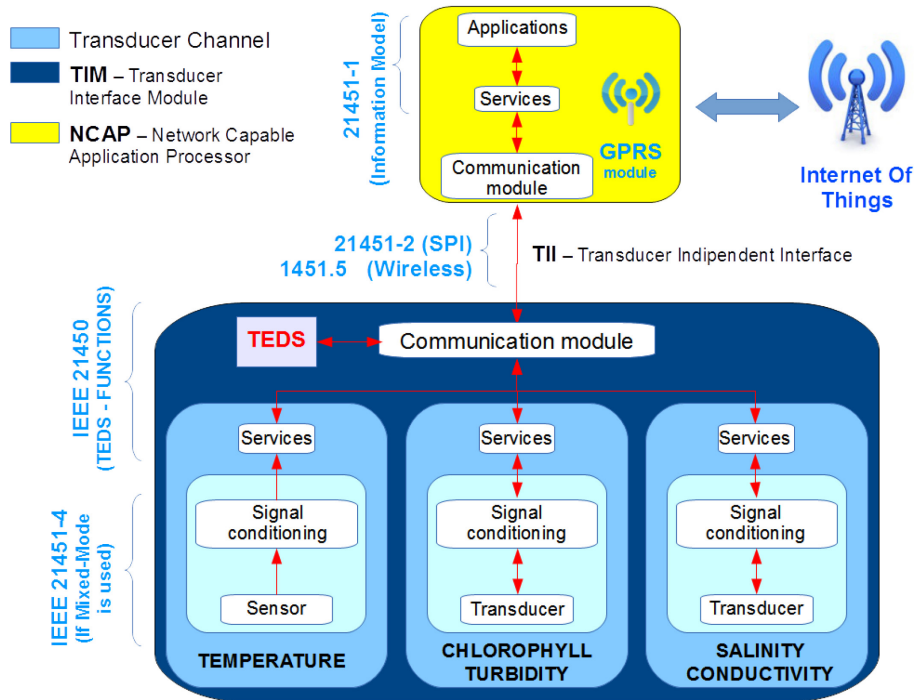 Transducer Channel
TIM – Transducer
Interface Module
NCAP – Network Capable
Application Processor
21451-1
(Information Model)
Applications
Services
Communication
module
GPRS
module
Internet Of
Things
21451-2 (SPI)
1451.5 (Wireless)
TII – Transducer Indipendent Interface
IEEE 21450
(TEDS - FUNCTIONS)
TEDS
Communication module
IEEE 21451-4
(If Mixed-Mode
is used)
Services
Signal
conditioning
Sensor
TEMPERATURE
Services
Signal
conditioning
Transducer
CHLOROPHYLL
TURBIDITY
Services
Signal
conditioning
Transducer
SALINITY
CONDUCTIVITY